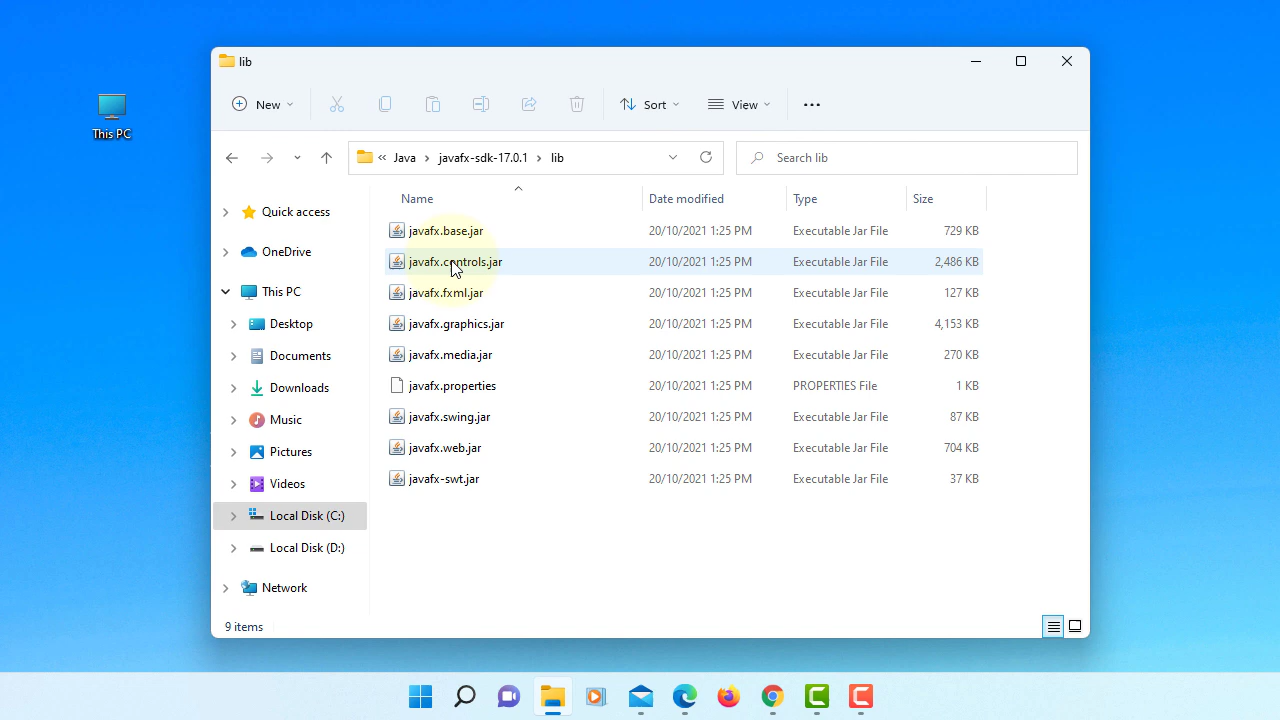 This PC
lib
New
Sort
View
Java
javafx-sdk-17.0.1
lib
Search lib
Name Date modified Type Size
javafx.base.jar 20/10/2021 1:25 PM Executable Jar File 729 KB
javafx.controls.jar 20/10/2021 1:25 PM Executable Jar File 2,486 KB
javafx.fxml.jar 20/10/2021 1:25 PM Executable Jar File 127 KB
javafx.graphics.jar 20/10/2021 1:25 PM Executable Jar File 4,153 KB
javafx.media.jar 20/10/2021 1:25 PM Executable Jar File 270 KB
javafx.properties 20/10/2021 1:25 PM PROPERTIES File 1 KB
javafx.swing.jar 20/10/2021 1:25 PM Executable Jar File 87 KB
javafx.web.jar 20/10/2021 1:25 PM Executable Jar File 704 KB
javafx-swt.jar 20/10/2021 1:25 PM Executable Jar File 37 KB
Quick access
OneDrive
This PC
Desktop
Documents
Downloads
Music
Pictures
Videos
Local Disk (C:)
Local Disk (D:)
Network
9 items